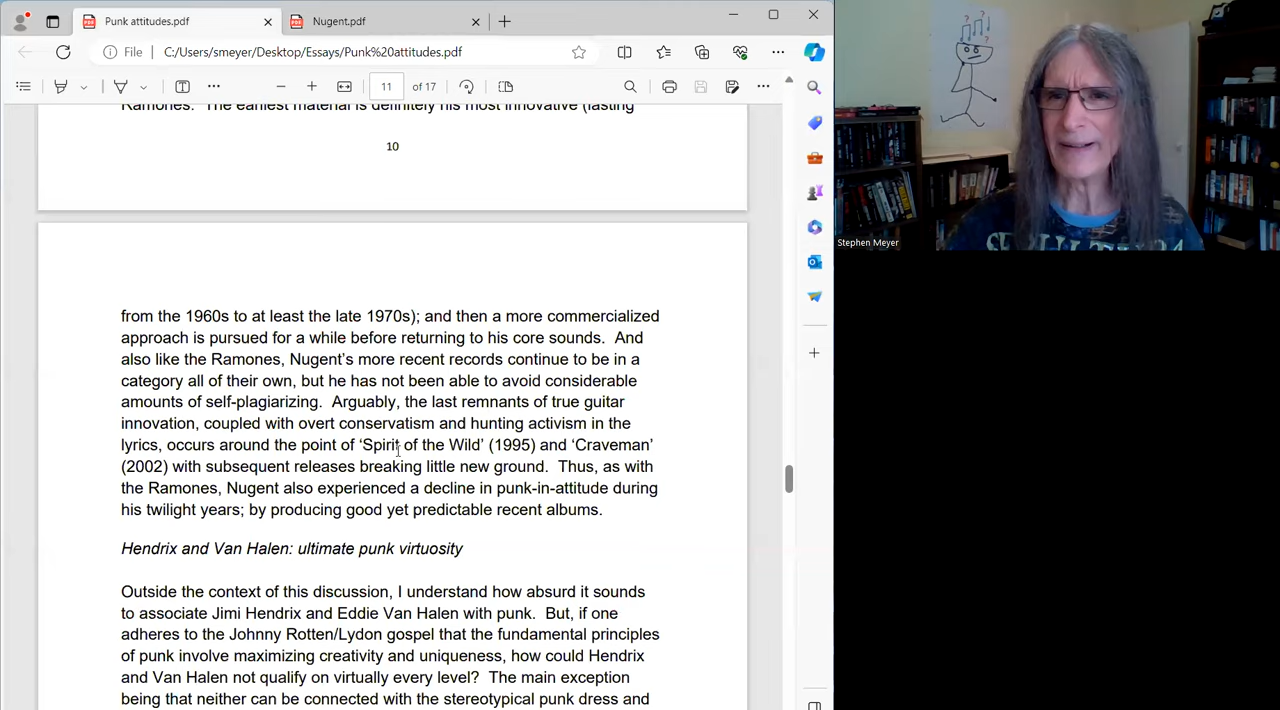 Punk attitudes.pdf
Nugent.pdf
File
C:/Users/smeyer/Desktop/Essays/Punk%20attitudes.pdf
11 of 17
Ramones. The earliest material is definitely his most innovative (lasting
10
from the 1960s to at least the late 1970s); and then a more commercialized
approach is pursued for a while before returning to his core sounds. And
also like the Ramones, Nugent’s more recent records continue to be in a
category all of their own, but he has not been able to avoid considerable
amounts of self-plagiarizing. Arguably, the last remnants of true guitar
innovation, coupled with overt conservatism and hunting activism in the
lyrics, occurs around the point of ‘Spirit of the Wild’ (1995) and ‘Craveman’
(2002) with subsequent releases breaking little new ground. Thus, as with
the Ramones, Nugent also experienced a decline in punk-in-attitude during
his twilight years; by producing good yet predictable recent albums.
Hendrix and Van Halen: ultimate punk virtuosity
Outside the context of this discussion, I understand how absurd it sounds
to associate Jimi Hendrix and Eddie Van Halen with punk. But, if one
adheres to the Johnny Rotten/Lydon gospel that the fundamental principles
of punk involve maximizing creativity and uniqueness, how could Hendrix
and Van Halen not qualify on virtually every level? The main exception
being that neither can be connected with the stereotypical punk dress and
Stephen Meyer